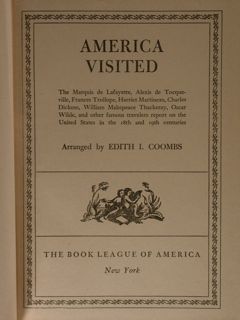 AMERICA
VISITED
The Marquis de Lafayette, Alexis de Tocque-
ville, Frances Trollope, Harriet Martineau, Charles
Dickens, William Makepeace Thackeray, Oscar
Wilde, and other famous travelers report on the
United States in the 18th and 19th centuries
Arranged by EDITH I. COOMBS
THE BOOK LEAGUE OF AMERICA
New York